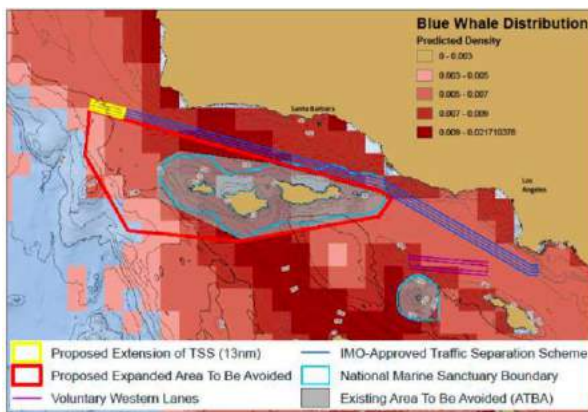 Blue Whale Distribution
Predicted Density
0 - 0.003
0.003-0.005
0.005-0.007
0.007-0.009
0.009-0.021710378
Santa Barbara
Los
Angeles
Proposed Extension of TSS (13nm)
IMO-Approved Traffic Separation Scheme
Proposed Expanded Area To Be Avoided
National Marine Sanctuary Boundary
Voluntary Western Lanes
Existing Area To Be Avoided (ATBA)